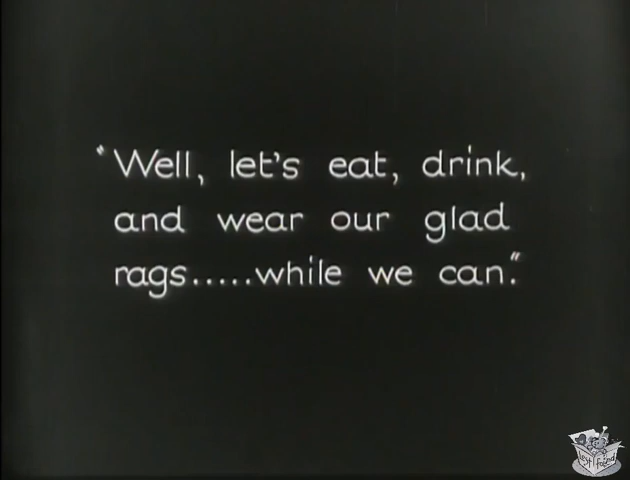 "Well, let's eat, drink,
and wear our glad
rags.....while we can."